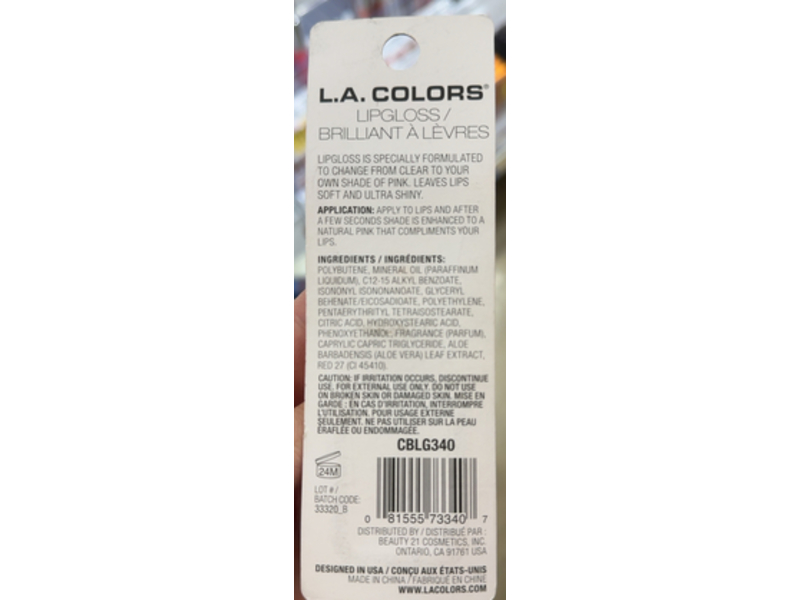 L.A. COLORS®
LIPGLOSS /
BRILLIANT À LÈVRES
LIPGLOSS IS SPECIALLY FORMULATED
TO CHANGE FROM CLEAR TO YOUR
OWN SHADE OF PINK. LEAVES LIPS
SOFT AND ULTRA SHINY.
APPLICATION: APPLY TO LIPS AND AFTER
A FEW SECONDS SHADE IS ENHANCED TO A
NATURAL PINK THAT COMPLIMENTS YOUR
LIPS.
INGREDIENTS / INGRÉDIENTS:
POLYBUTENE, MINERAL OIL (PARAFFINUM
LIQUIDUM), C12-15 ALKYL BENZOATE,
ISONONYL ISONONANOATE, GLYCERYL
BEHENATE/EICOSADIOATE, POLYETHYLENE,
PENTAERYTHRITYL TETRAISOSTEARATE,
CITRIC ACID, HYDROXYSTEARIC ACID,
PHENOXYETHANOL, FRAGRANCE (PARFUM),
CAPRYLIC CAPRIC TRIGLYCERIDE, ALOE
BARBADENSIS (ALOE VERA) LEAF EXTRACT,
RED 27 (CI 45410).
CAUTION: IF IRRITATION OCCURS, DISCONTINUE
USE. FOR EXTERNAL USE ONLY. DO NOT USE
ON BROKEN SKIN OR DAMAGED SKIN. MISE EN
GARDE : EN CAS D'IRRITATION, INTERROMPRE
L'UTILISATION. POUR USAGE EXTERNE
SEULEMENT. NE PAS UTILISER SUR LA PEAU
ÉRAFLÉE OU ENDOMMAGÉE.
CBLG340
24M
LOT # /
BATCH CODE:
33320_B
0 81555 73340 7
DISTRIBUTED BY / DISTRIBUÉ PAR :
BEAUTY 21 COSMETICS, INC.
ONTARIO, CA 91761 USA
DESIGNED IN USA / CONÇU AUX ÉTATS-UNIS
MADE IN CHINA / FABRIQUÉ EN CHINE
WWW.LACOLORS.COM